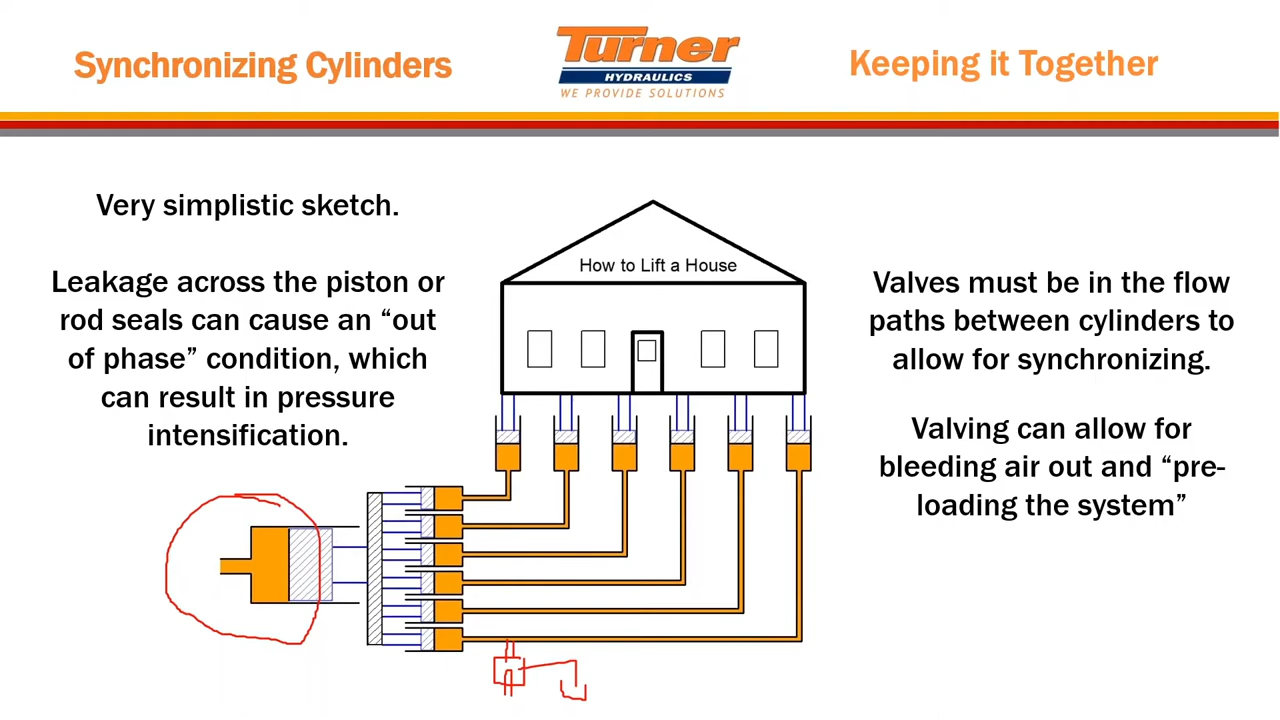 Synchronizing Cylinders
Turner
HYDRAULICS
WE PROVIDE SOLUTIONS
Keeping it Together
Very simplistic sketch.
Leakage across the piston or
rod seals can cause an “out
of phase” condition, which
can result in pressure
intensification.
How to Lift a House
Valves must be in the flow
paths between cylinders to
allow for synchronizing.
Valving can allow for
bleeding air out and “pre-
loading the system”